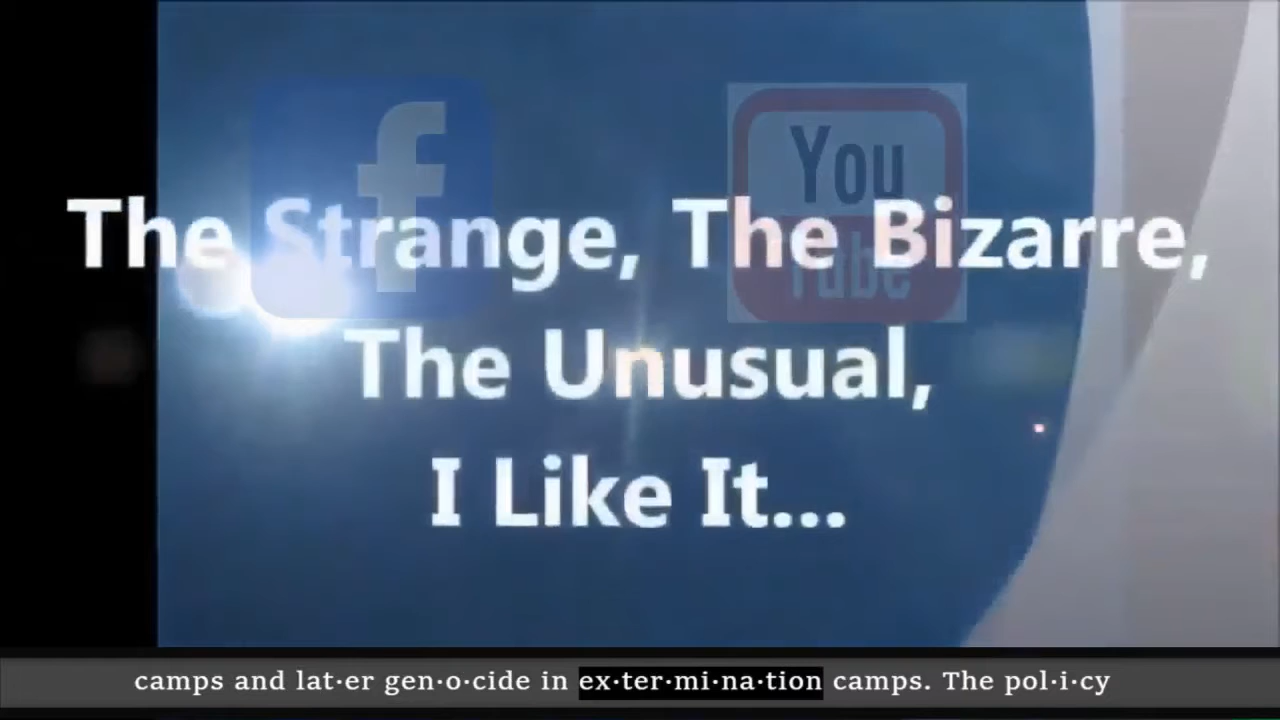 f
You
Tube
The Strange, The Bizarre,
The Unusual,
I Like It...
camps and lat·er gen·o·cide in ex·ter·mi·na·tion camps. The pol·i·cy